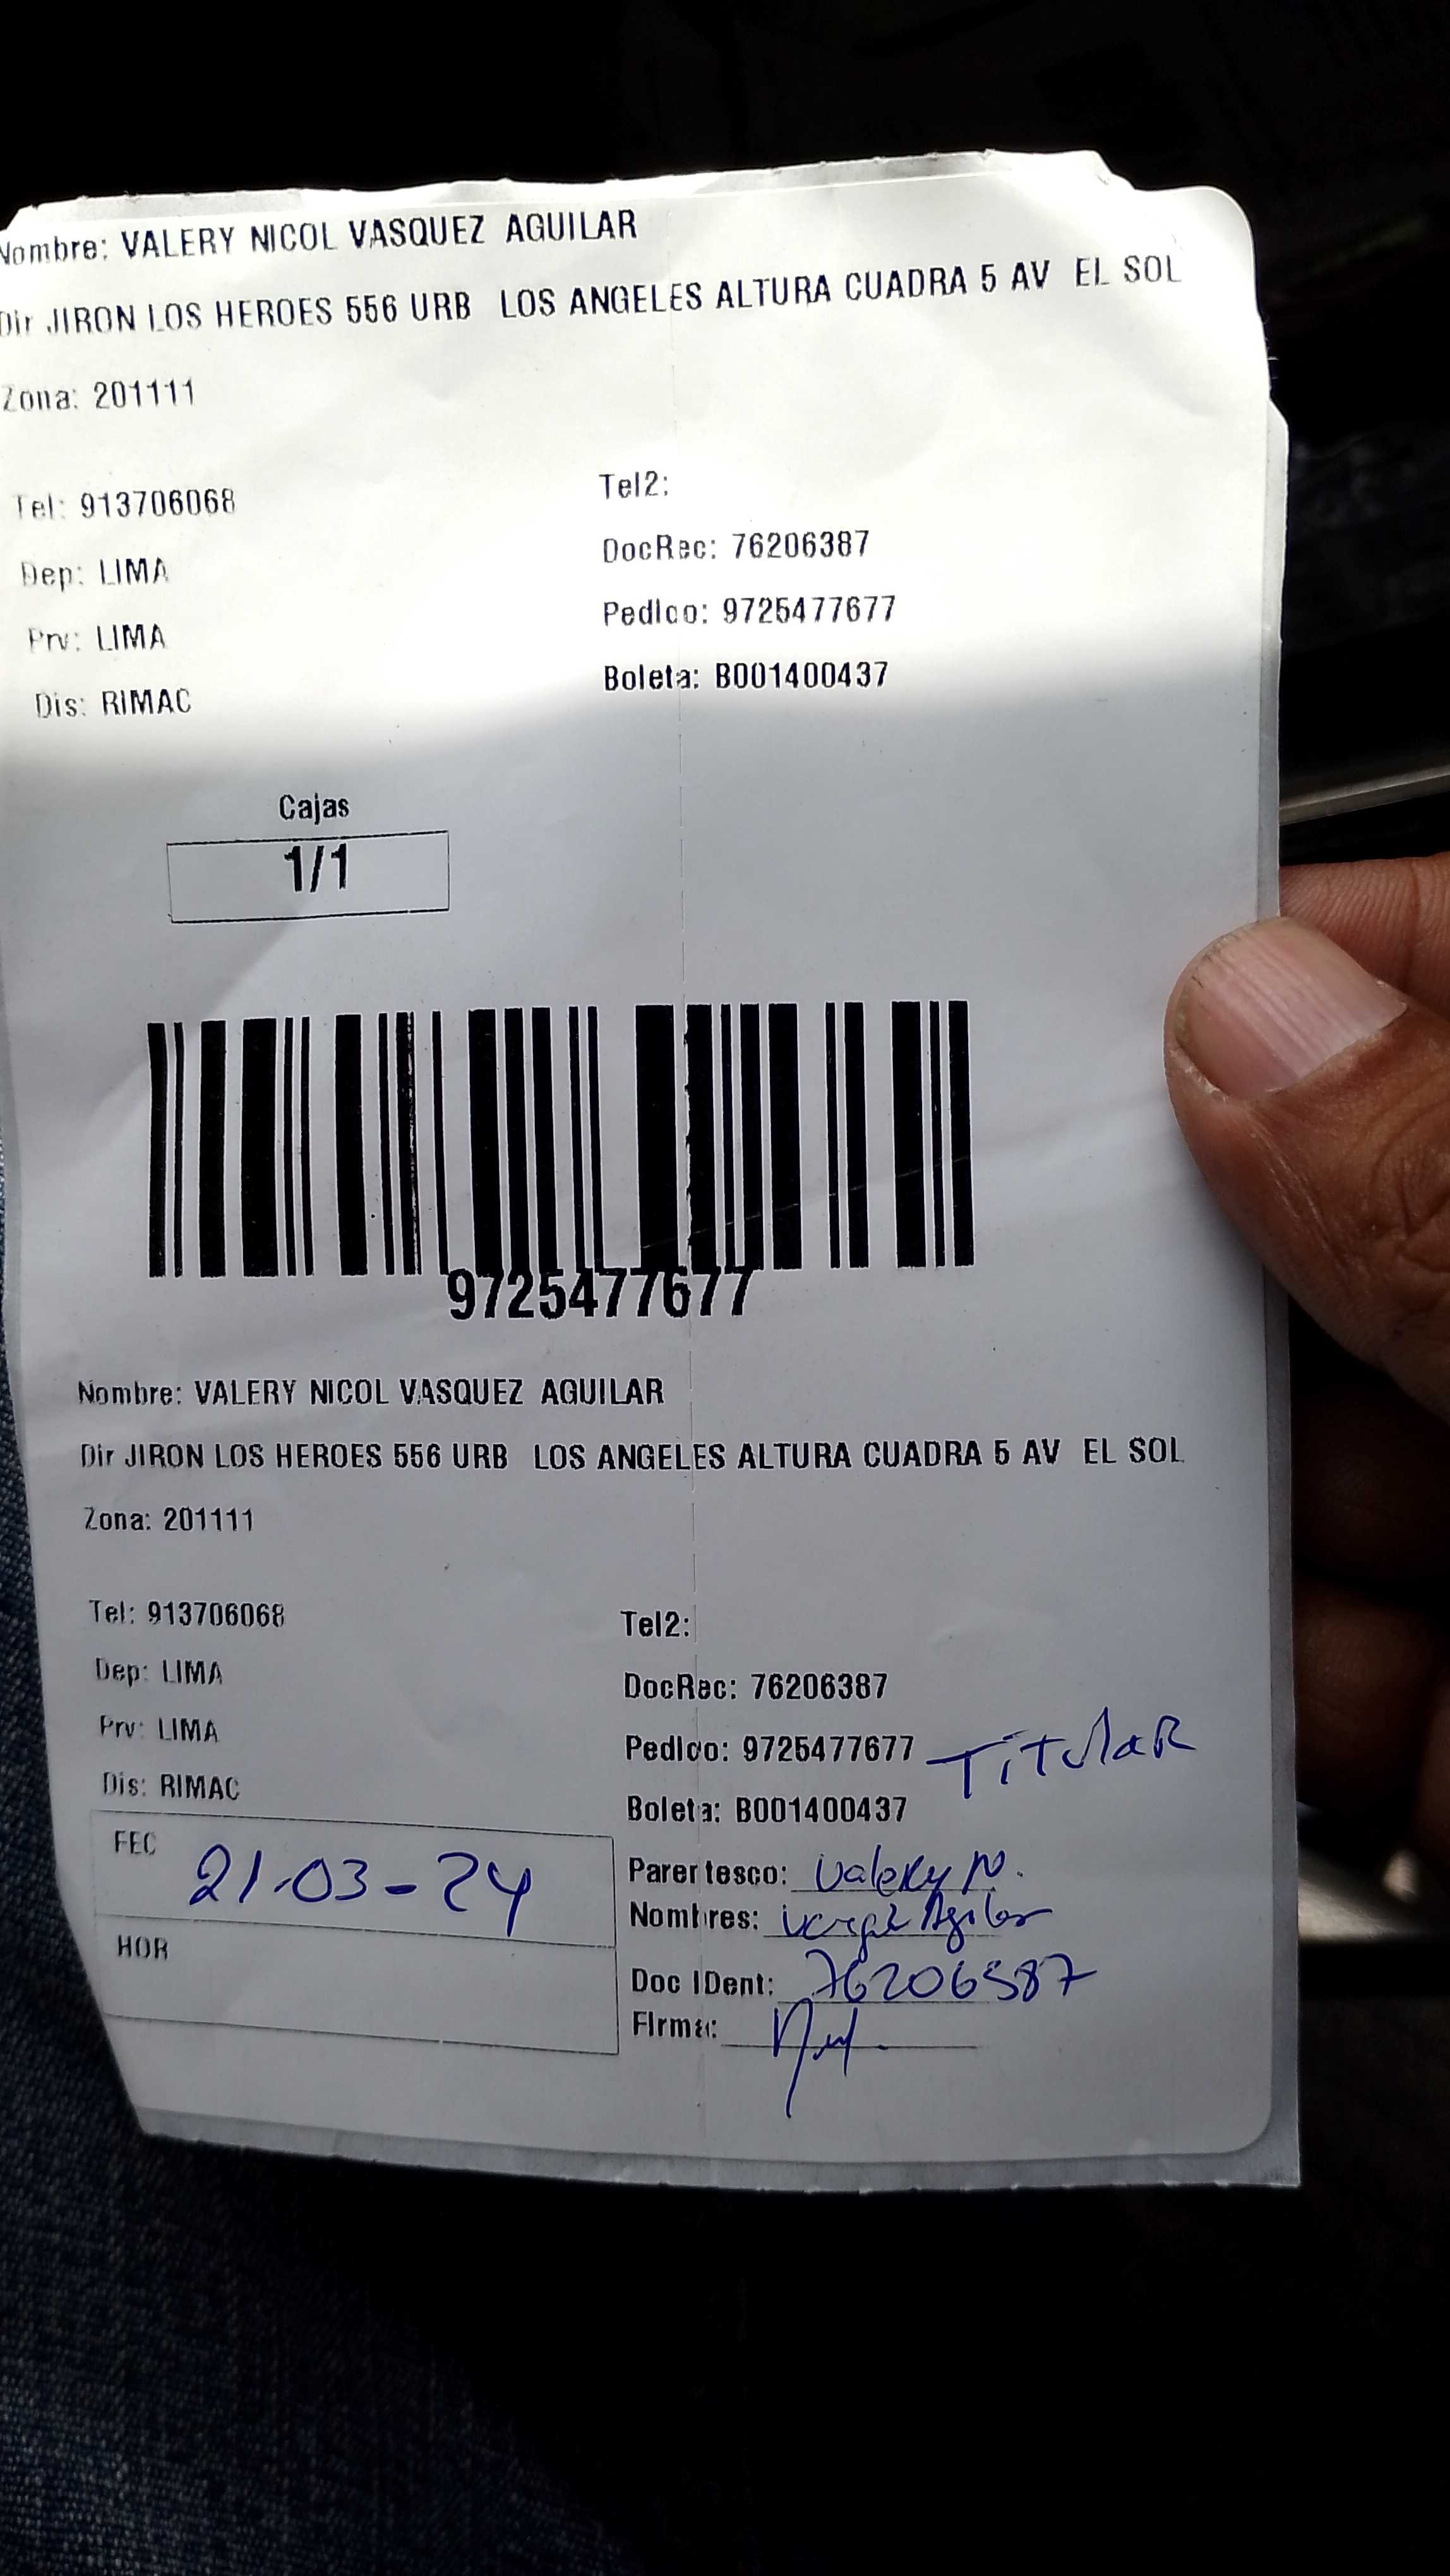 Nombre: VALERY NICOL VASQUEZ AGUILAR
Dir JIRON LOS HEROES 556 URB LOS ANGELES ALTURA CUADRA 5 AV EL SOL
Zona: 201111
Tel: 913706068 Tel2:
DocRec: 76206387
Dep: LIMA
Pedido: 9725477677
Prv: LIMA
Boleta: B001400437
Dis: RIMAC
Cajas
1/1
9725477677
Nombre: VALERY NICOL VASQUEZ AGUILAR
Dir JIRON LOS HEROES 556 URB LOS ANGELES ALTURA CUADRA 5 AV EL SOL
Zona: 201111
Tel: 913706068 Tel2:
Dep: LIMA DocRec: 76206387
Prv: LIMA Pedido: 9725477677 TiTulaR
Dis: RIMAC Boleta: B001400437
FEC 21-03-24 Parentesco: Valery N.
Nombres:
HOR Doc IDent:
Firma: